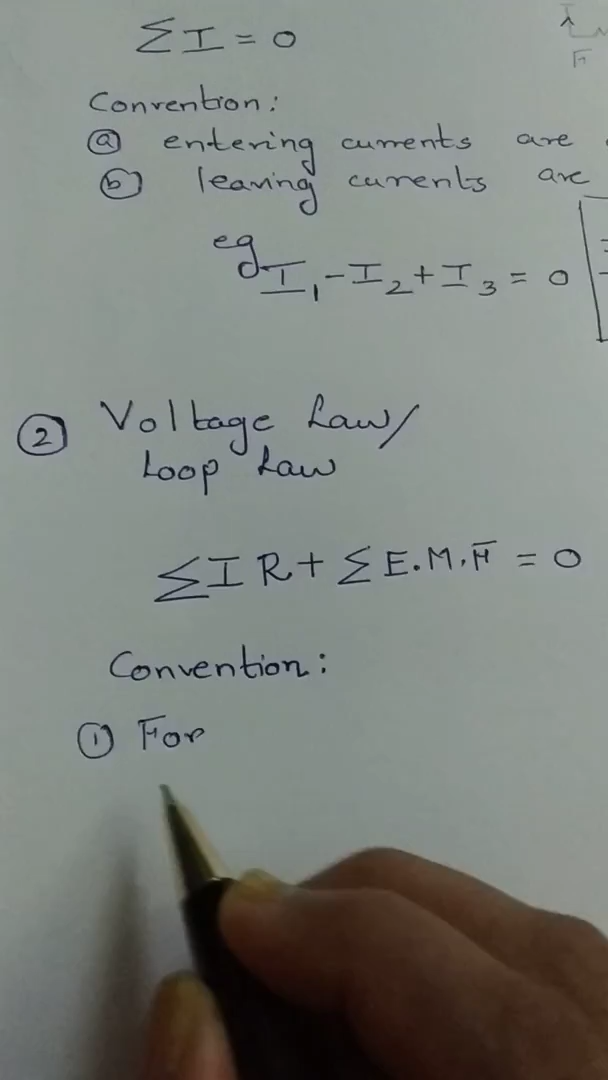 ΣI = 0
Convention:
(a) entering currents are
(b) leaving currents are
eg I₁ - I₂ + I₃ = 0
(2) Voltage Law/
Loop Law
ΣIR + ΣE.M.F = 0
Convention:
(1) For